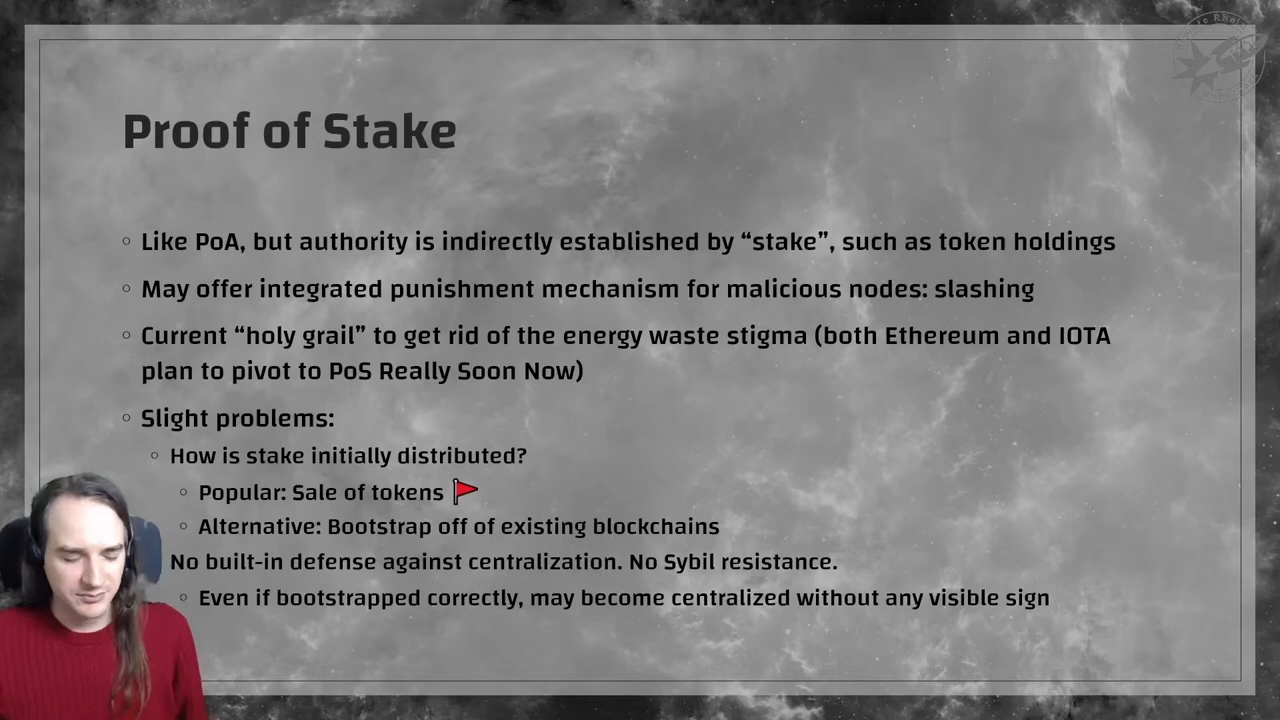 Proof of Stake
Like PoA, but authority is indirectly established by “stake”, such as token holdings
May offer integrated punishment mechanism for malicious nodes: slashing
Current “holy grail” to get rid of the energy waste stigma (both Ethereum and IOTA
plan to pivot to PoS Really Soon Now)
Slight problems:
How is stake initially distributed?
Popular: Sale of tokens
Alternative: Bootstrap off of existing blockchains
No built-in defense against centralization. No Sybil resistance.
Even if bootstrapped correctly, may become centralized without any visible sign